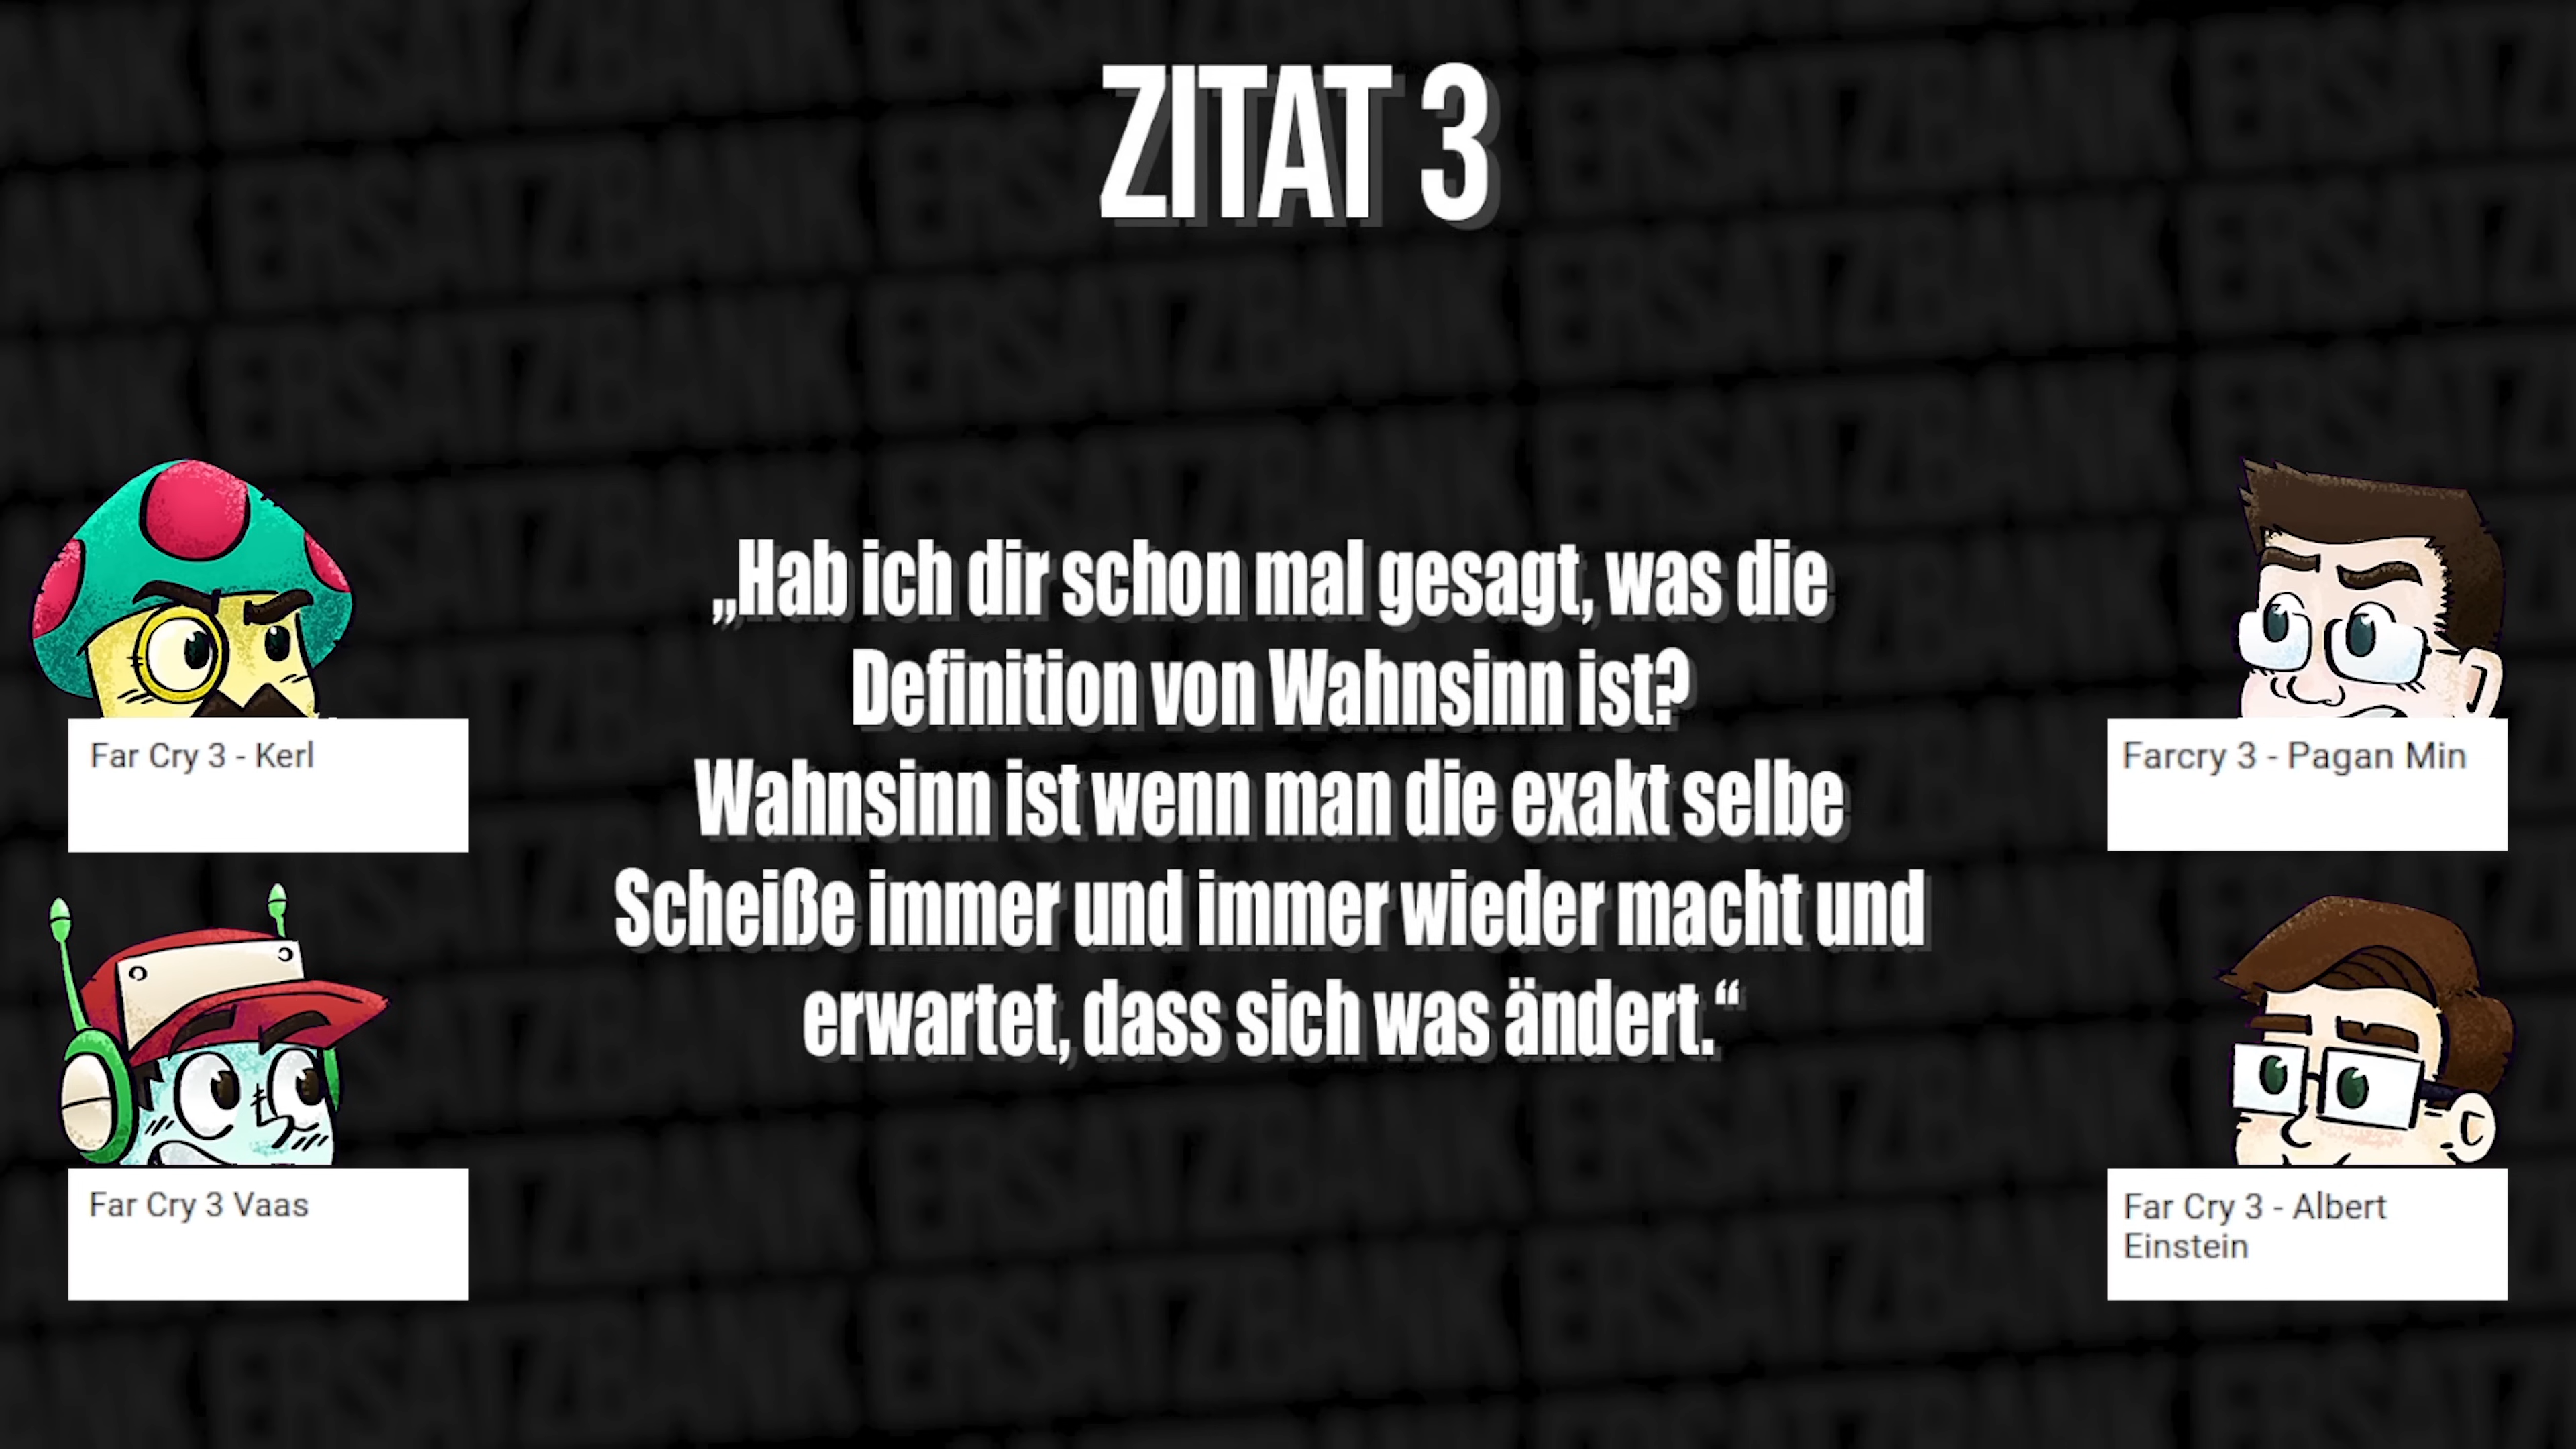 ZITAT 3
„Hab ich dir schon mal gesagt, was die
Definition von Wahnsinn ist?
Wahnsinn ist wenn man die exakt selbe
Scheiße immer und immer wieder macht und
erwartet, dass sich was ändert.“
Far Cry 3 - Kerl
Farcry 3 - Pagan Min
Far Cry 3 Vaas
Far Cry 3 - Albert
Einstein
ERSATZBANK